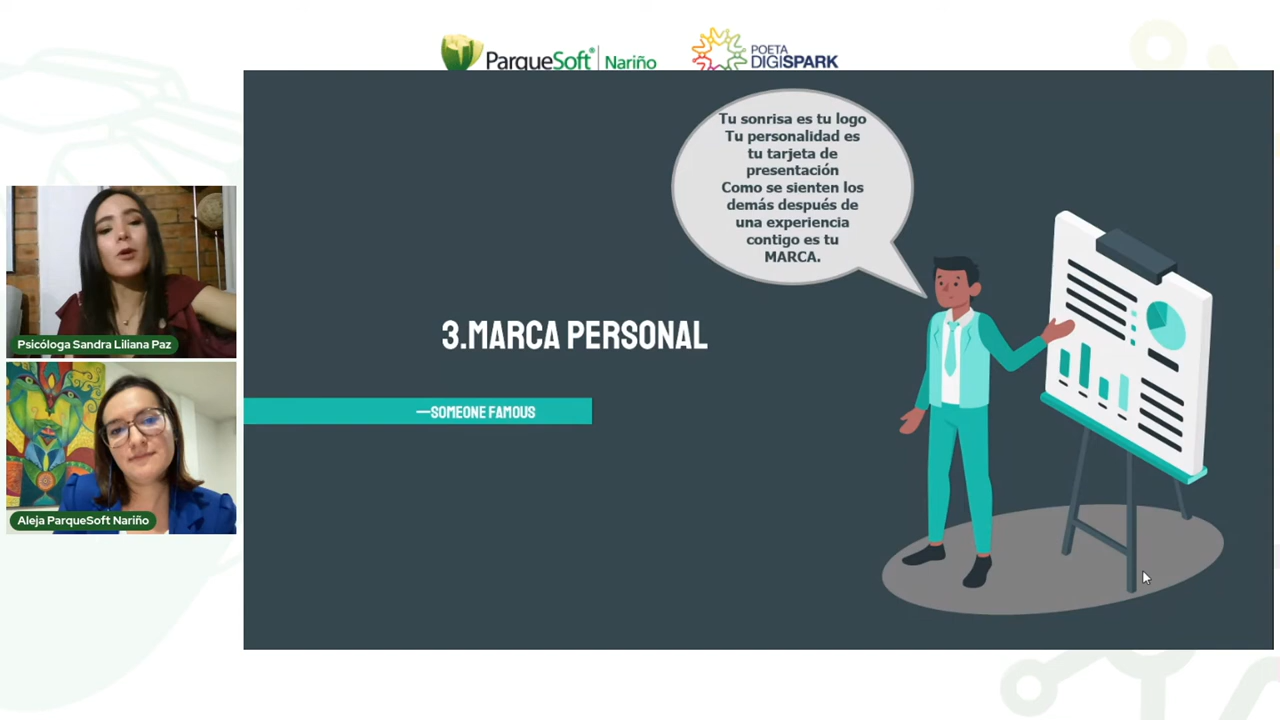 ParqueSoft® | Nariño
POETA
DIGISPARK
Tu sonrisa es tu logo
Tu personalidad es
tu tarjeta de
presentación
Como se sienten los
demás después de
una experiencia
contigo es tu
MARCA.
3.MARCA PERSONAL
—SOMEONE FAMOUS
Psicóloga Sandra Liliana Paz
Aleja ParqueSoft Nariño